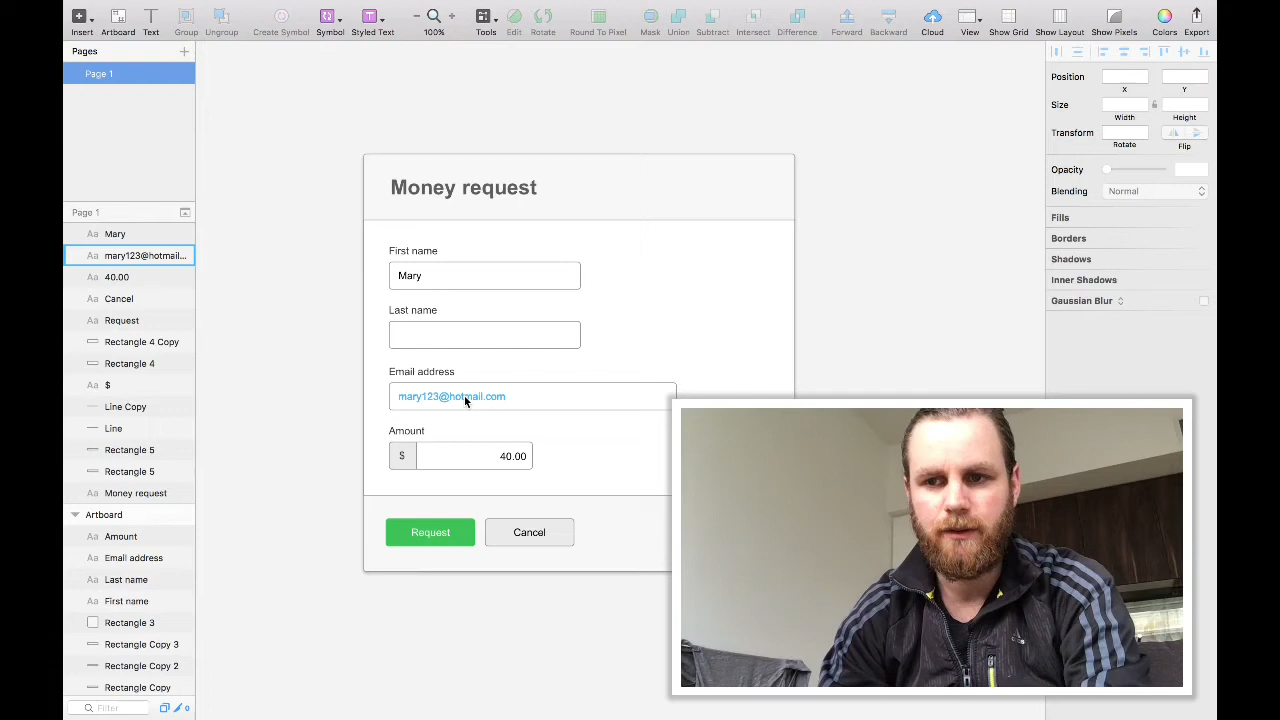 Insert Artboard Text Group Ungroup Create Symbol Symbol Styled Text 100% Tools Edit Rotate Round To Pixel Mask Union Subtract Intersect Difference Forward Backward Cloud View Show Grid Show Layout Show Pixels Colors Export
Pages
Page 1
Page 1
Mary
mary123@hotmail...
40.00
Cancel
Request
Rectangle 4 Copy
Rectangle 4
$
Line Copy
Line
Rectangle 5
Rectangle 5
Money request
Artboard
Amount
Email address
Last name
First name
Rectangle 3
Rectangle Copy 3
Rectangle Copy 2
Rectangle Copy
Filter
0
Money request
First name
Mary
Last name
Email address
mary123@hotmail.com
Amount
$ 40.00
Request Cancel
Position
X Y
Size
Width Height
Transform
Rotate Flip
Opacity
Blending Normal
Fills
Borders
Shadows
Inner Shadows
Gaussian Blur